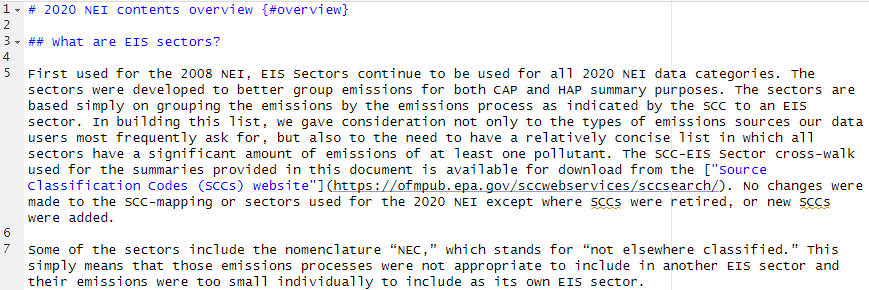 1 # 2020 NEI contents overview {#overview}
2
3 ## What are EIS sectors?
4
5 First used for the 2008 NEI, EIS Sectors continue to be used for all 2020 NEI data categories. The
sectors were developed to better group emissions for both CAP and HAP summary purposes. The sectors are
based simply on grouping the emissions by the emissions process as indicated by the SCC to an EIS
sector. In building this list, we gave consideration not only to the types of emissions sources our data
users most frequently ask for, but also to the need to have a relatively concise list in which all
sectors have a significant amount of emissions of at least one pollutant. The SCC-EIS Sector cross-walk
used for the summaries provided in this document is available for download from the ["Source
Classification Codes (SCCs) website"](https://ofmpub.epa.gov/sccwebservices/sccsearch/). No changes were
made to the SCC-mapping or sectors used for the 2020 NEI except where SCCs were retired, or new SCCs
were added.
6
7 Some of the sectors include the nomenclature “NEC,” which stands for “not elsewhere classified.” This
simply means that those emissions processes were not appropriate to include in another EIS sector and
their emissions were too small individually to include as its own EIS sector.